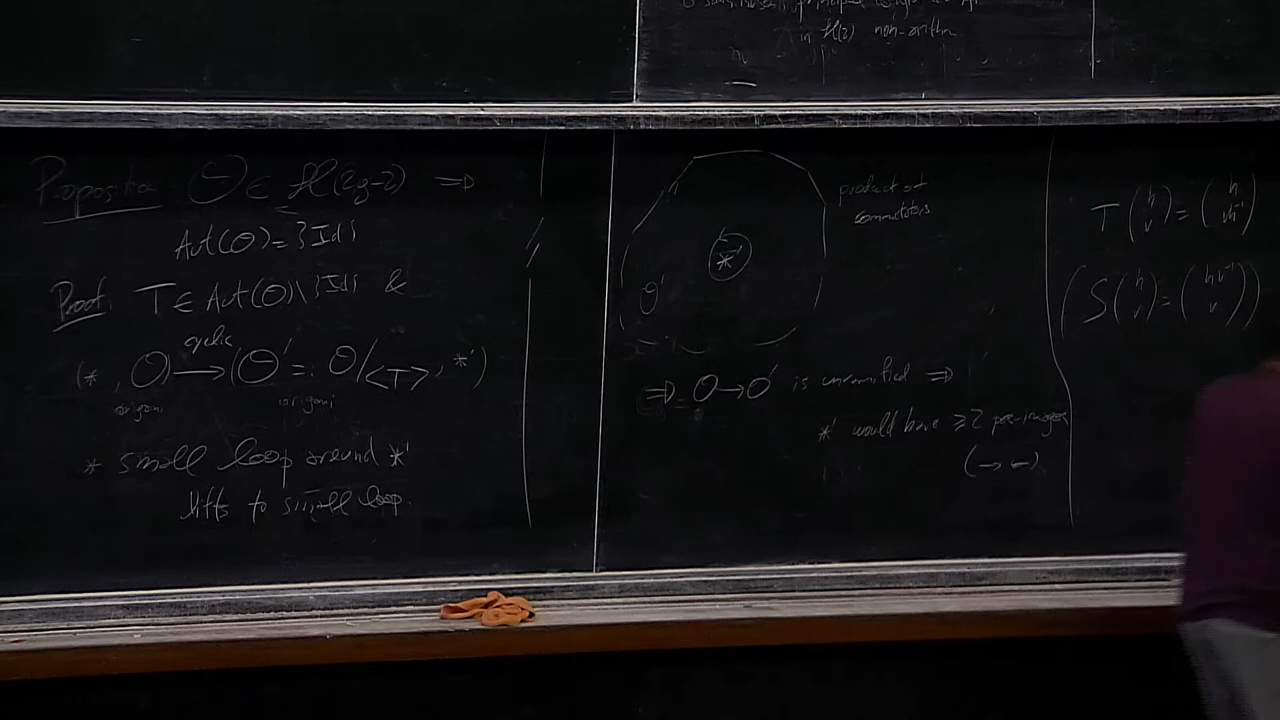 in H(2) non-arithm
Proposition Θ ∈ H(2g-2) ⇒
Aut(Θ) = {Id}
Proof. T ∈ Aut(Θ)\{Id} &
cyclic
(*, Θ) → (Θ' =: Θ/<T>, *')
origami origami
* small loop around *'
lifts to small loop.
product of
commutators
*'
Θ'
⇒ Θ → Θ' is unramified ⇒
*' would have ≥2 pre-images
(→←)
T(h v) = (h vh⁻¹)
(S(h v) = (hv⁻¹ v))